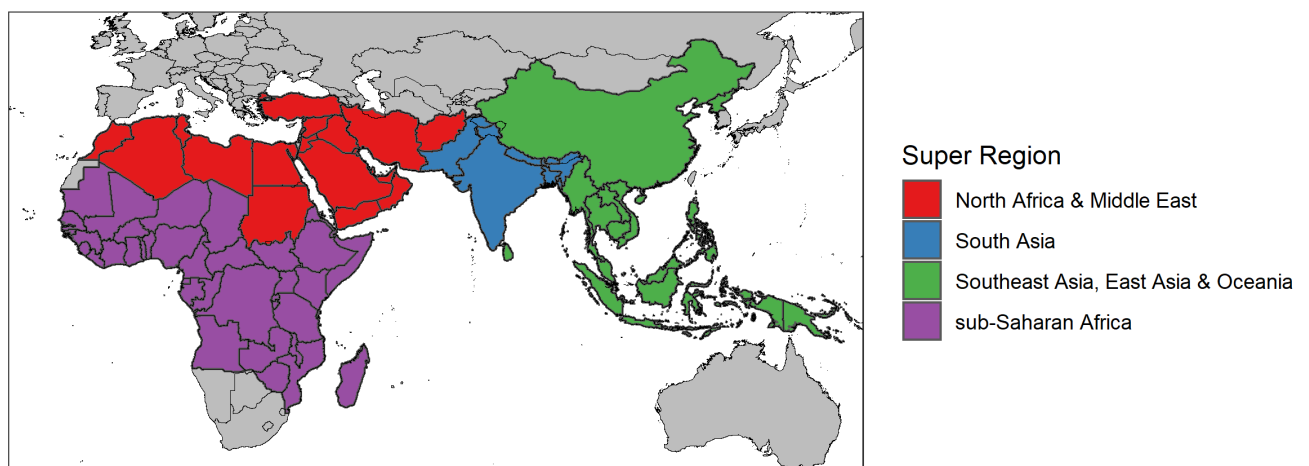 Super Region
North Africa & Middle East
South Asia
Southeast Asia, East Asia & Oceania
sub-Saharan Africa